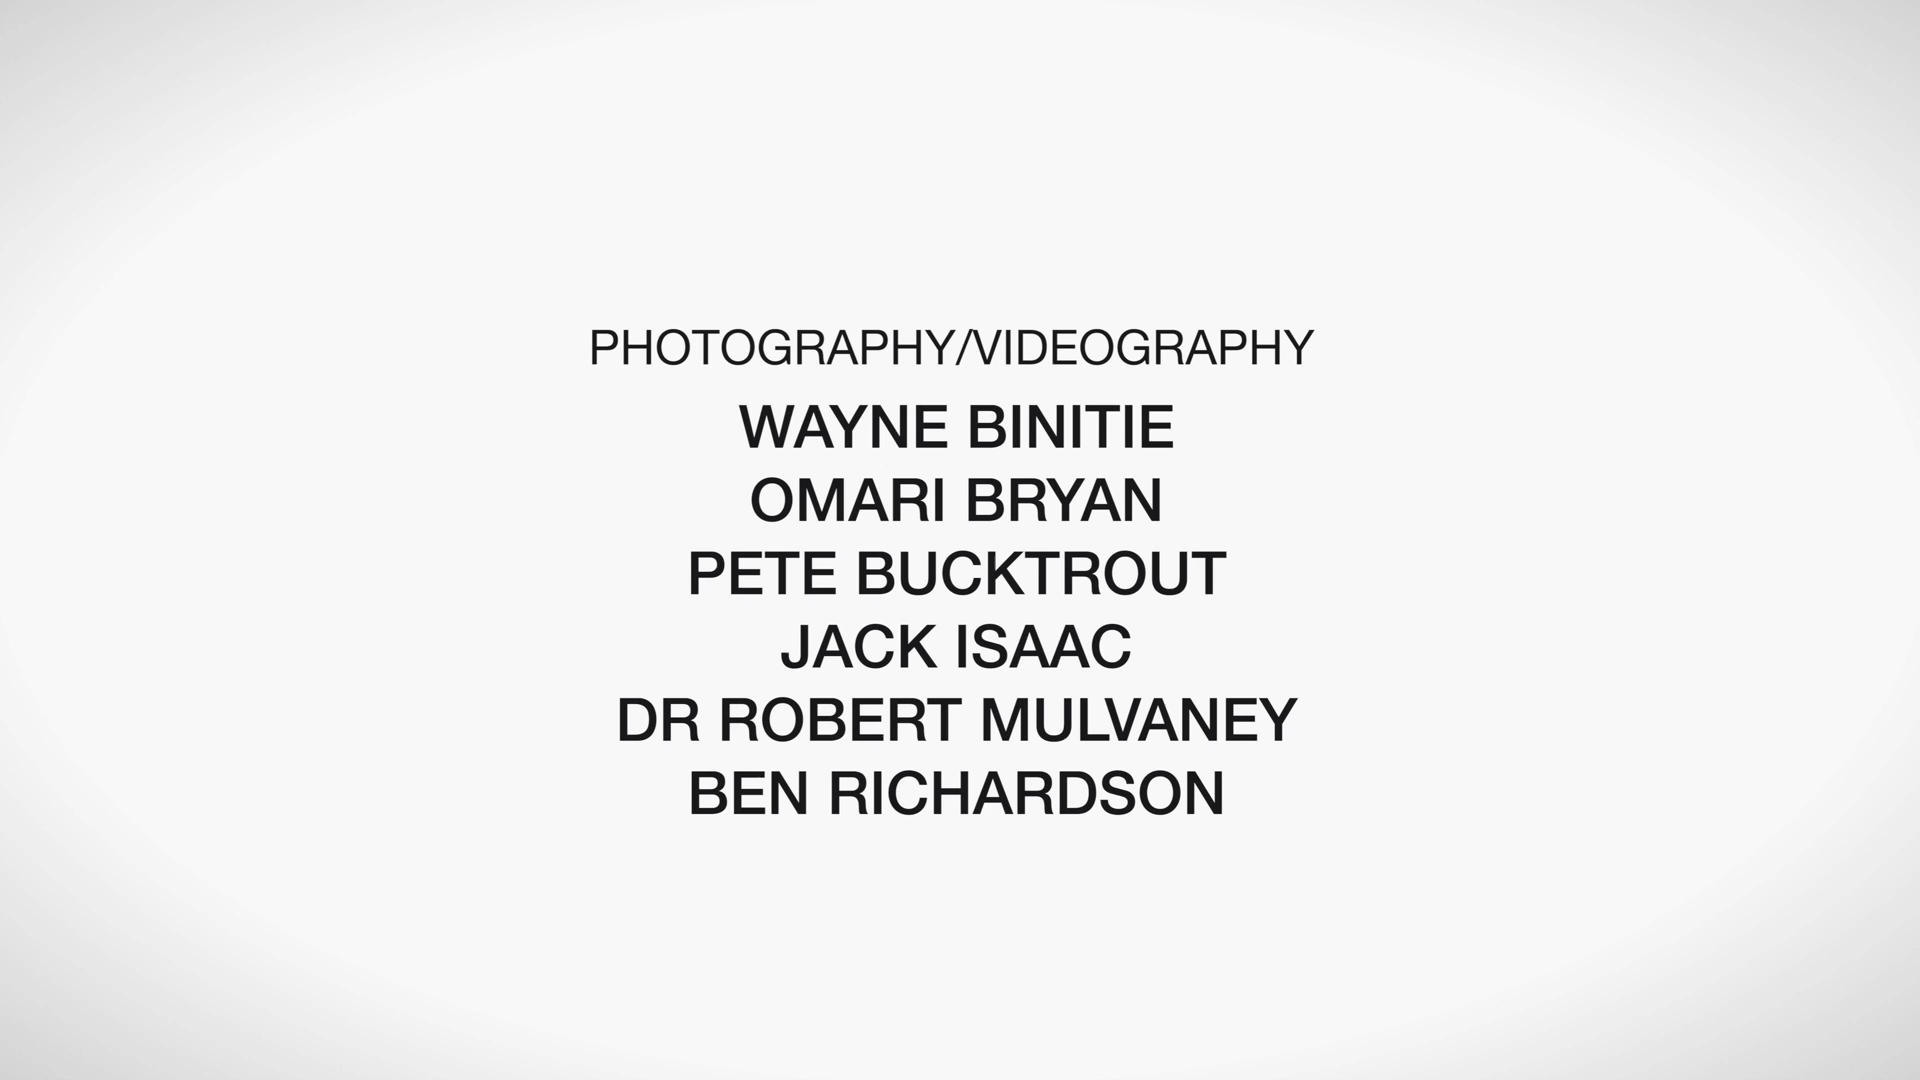 PHOTOGRAPHY/VIDEOGRAPHY
WAYNE BINITIE
OMARI BRYAN
PETE BUCKTROUT
JACK ISAAC
DR ROBERT MULVANEY
BEN RICHARDSON